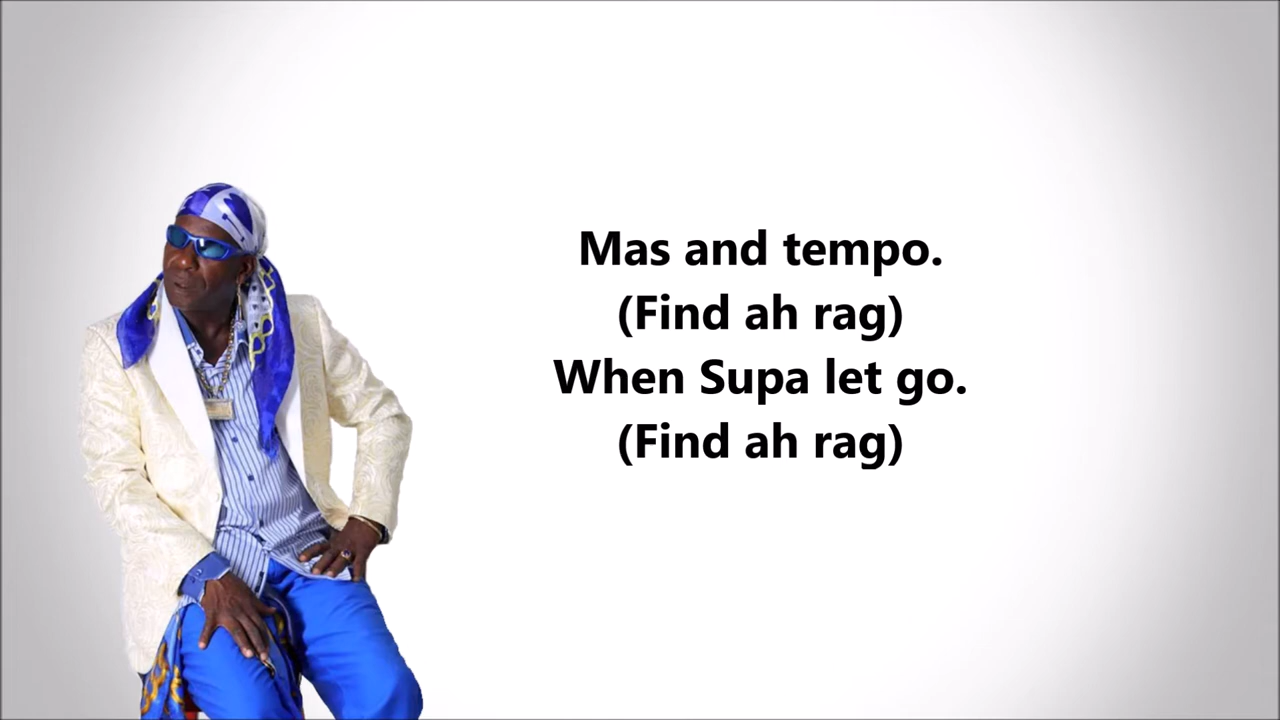 Mas and tempo.
(Find ah rag)
When Supa let go.
(Find ah rag)